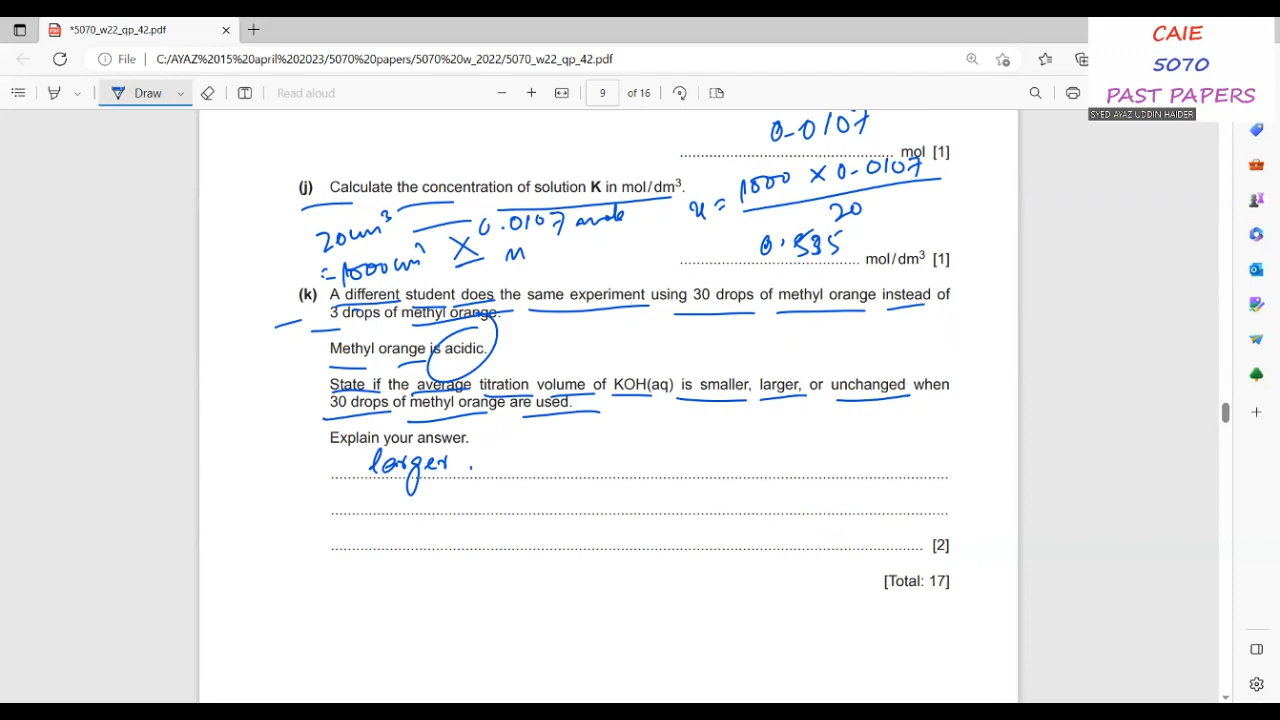 *5070_w22_qp_42.pdf
CAIE
5070
PAST PAPERS
SYED AYAZ UDDIN HAIDER
File C:/AYAZ%2015%20april%202023/5070%20papers/5070%20w_2022/5070_w22_qp_42.pdf
Draw Read aloud 9 of 16
0.0107
mol [1]
(j) Calculate the concentration of solution K in mol/dm³.
x = 1000 × 0.0107
20
20cm³ 0.0107 mole
= 1000cm³ x
0.535
mol/dm³ [1]
(k) A different student does the same experiment using 30 drops of methyl orange instead of
3 drops of methyl orange.
Methyl orange is acidic.
State if the average titration volume of KOH(aq) is smaller, larger, or unchanged when
30 drops of methyl orange are used.
Explain your answer.
larger .
[2]
[Total: 17]